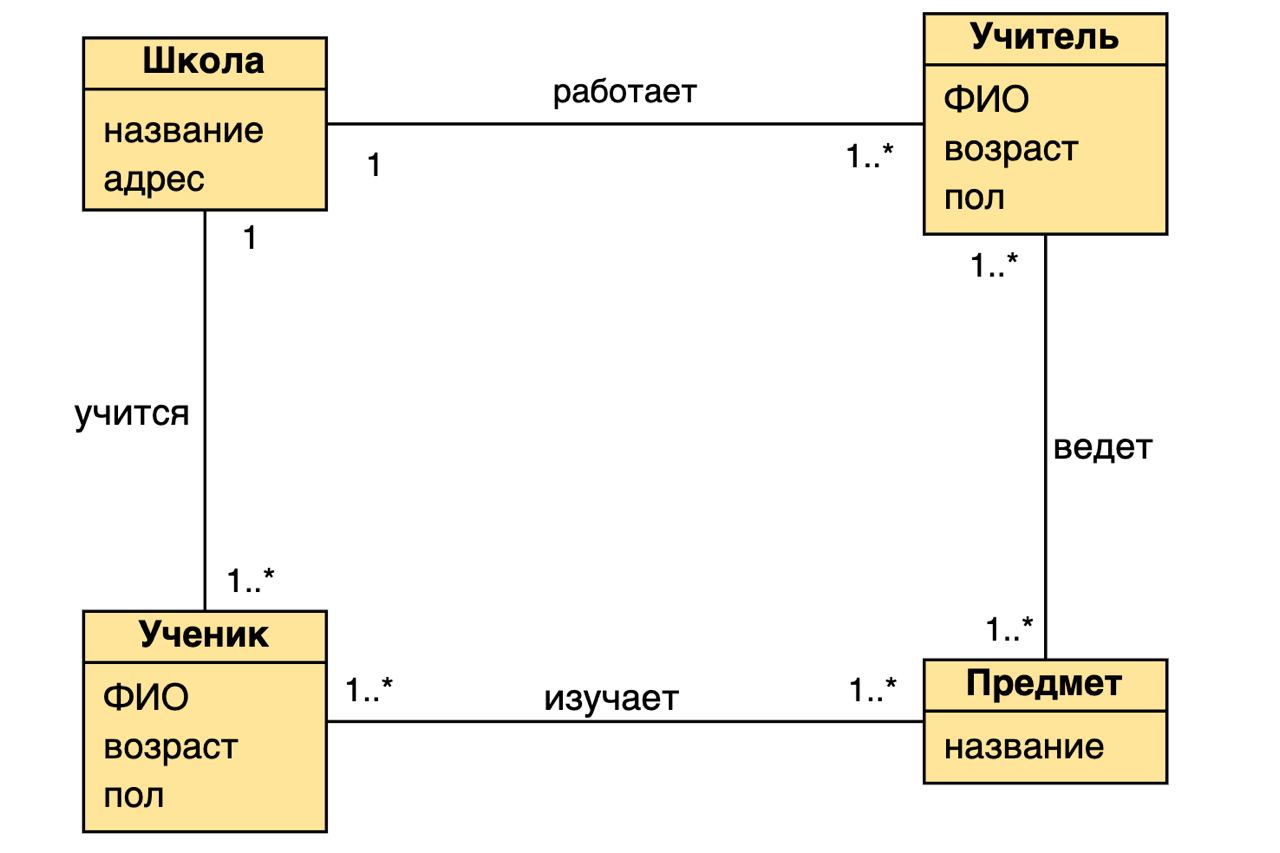 Школа
название
адрес
работает
1
1..*
Учитель
ФИО
возраст
пол
1
учится
1..*
1..*
ведет
1..*
Ученик
ФИО
возраст
пол
1..*
изучает
1..*
Предмет
название